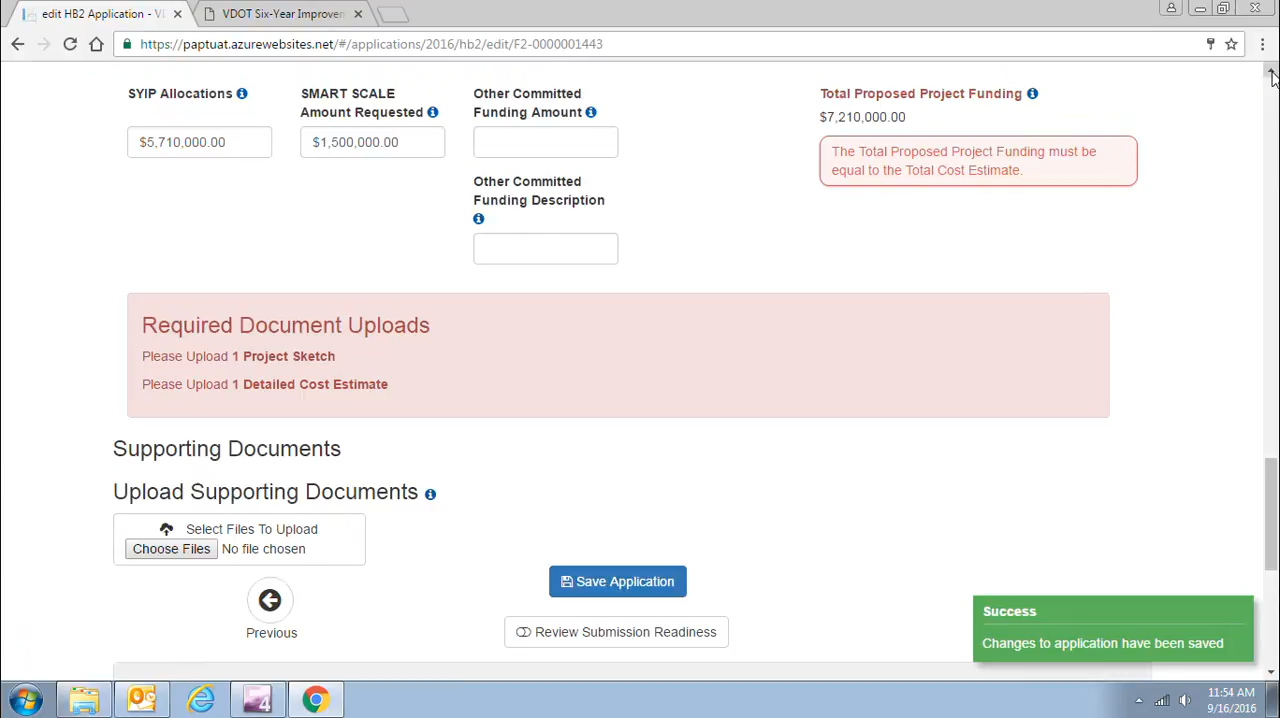 edit HB2 Application - VD
VDOT Six-Year Improven
https://paptuat.azurewebsites.net/#/applications/2016/hb2/edit/F2-0000001443
SYIP Allocations
SMART SCALE
Amount Requested
Other Committed
Funding Amount
Total Proposed Project Funding
$7,210,000.00
$5,710,000.00
$1,500,000.00
The Total Proposed Project Funding must be
equal to the Total Cost Estimate.
Other Committed
Funding Description
Required Document Uploads
Please Upload 1 Project Sketch
Please Upload 1 Detailed Cost Estimate
Supporting Documents
Upload Supporting Documents
Select Files To Upload
Choose Files No file chosen
Save Application
Previous
Review Submission Readiness
Success
Changes to application have been saved
11:54 AM
9/16/2016